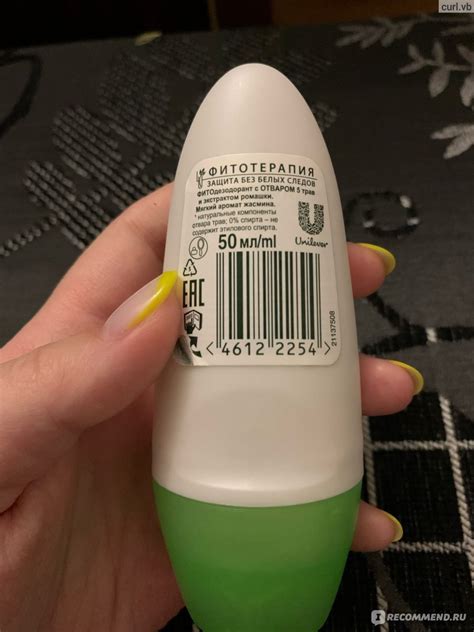 curl.vb
ФИТОТЕРАПИЯ
ЗАЩИТА БЕЗ БЕЛЫХ СЛЕДОВ
ФИТОдезодорант с ОТВАРОМ 5 трав
и экстрактом ромашки.
Мягкий аромат жасмина.
* натуральные компоненты
отвара трав; 0% спирта – не
содержит этилового спирта.
50 мл/ml
Unilever
EAC
21137508
<4612 2254>
RECOMMEND.RU